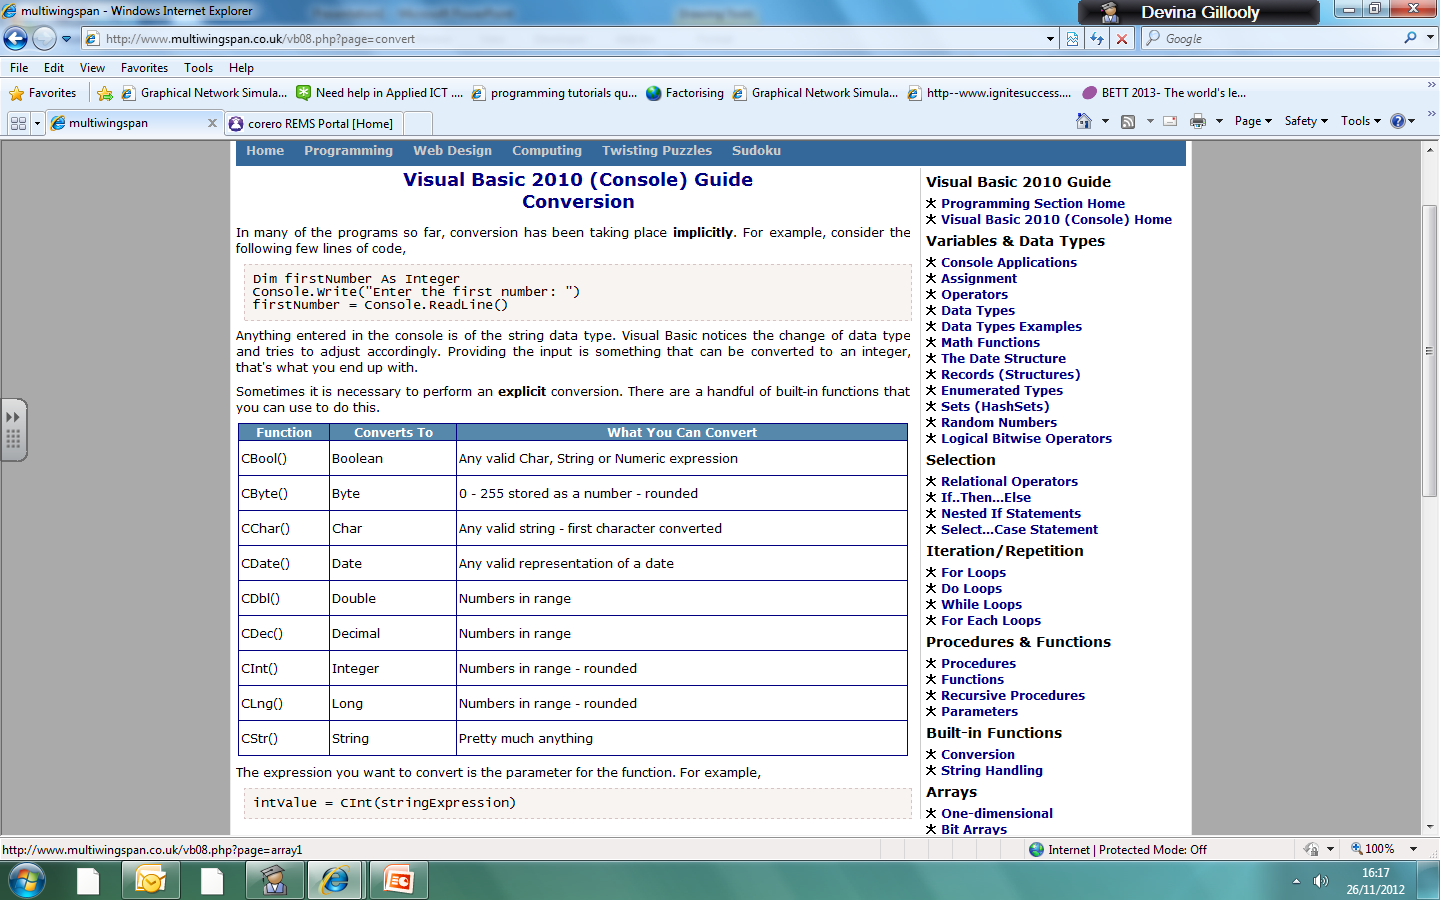 multiwingspan - Windows Internet Explorer
Devina Gillooly
http://www.multiwingspan.co.uk/vb08.php?page=convert
Google
File Edit View Favorites Tools Help
Favorites
Graphical Network Simula...
Need help in Applied ICT ....
programming tutorials qu...
Factorising
Graphical Network Simula...
http--www.ignitesuccess....
BETT 2013- The world's le...
multiwingspan
corero REMS Portal [Home]
Page Safety Tools
Home Programming Web Design Computing Twisting Puzzles Sudoku
Visual Basic 2010 (Console) Guide
Conversion
In many of the programs so far, conversion has been taking place implicitly. For example, consider the
following few lines of code,
Dim firstNumber As Integer
Console.Write("Enter the first number: ")
firstNumber = Console.ReadLine()
Anything entered in the console is of the string data type. Visual Basic notices the change of data type
and tries to adjust accordingly. Providing the input is something that can be converted to an integer,
that's what you end up with.
Sometimes it is necessary to perform an explicit conversion. There are a handful of built-in functions that
you can use to do this.
Function Converts To What You Can Convert
CBool() Boolean Any valid Char, String or Numeric expression
CByte() Byte 0 - 255 stored as a number - rounded
CChar() Char Any valid string - first character converted
CDate() Date Any valid representation of a date
CDbl() Double Numbers in range
CDec() Decimal Numbers in range
CInt() Integer Numbers in range - rounded
CLng() Long Numbers in range - rounded
CStr() String Pretty much anything
The expression you want to convert is the parameter for the function. For example,
intValue = CInt(stringExpression)
Visual Basic 2010 Guide
Programming Section Home
Visual Basic 2010 (Console) Home
Variables & Data Types
Console Applications
Assignment
Operators
Data Types
Data Types Examples
Math Functions
The Date Structure
Records (Structures)
Enumerated Types
Sets (HashSets)
Random Numbers
Logical Bitwise Operators
Selection
Relational Operators
If..Then...Else
Nested If Statements
Select...Case Statement
Iteration/Repetition
For Loops
Do Loops
While Loops
For Each Loops
Procedures & Functions
Procedures
Functions
Recursive Procedures
Parameters
Built-in Functions
Conversion
String Handling
Arrays
One-dimensional
Bit Arrays
http://www.multiwingspan.co.uk/vb08.php?page=array1
Internet | Protected Mode: Off
100%
16:17
26/11/2012